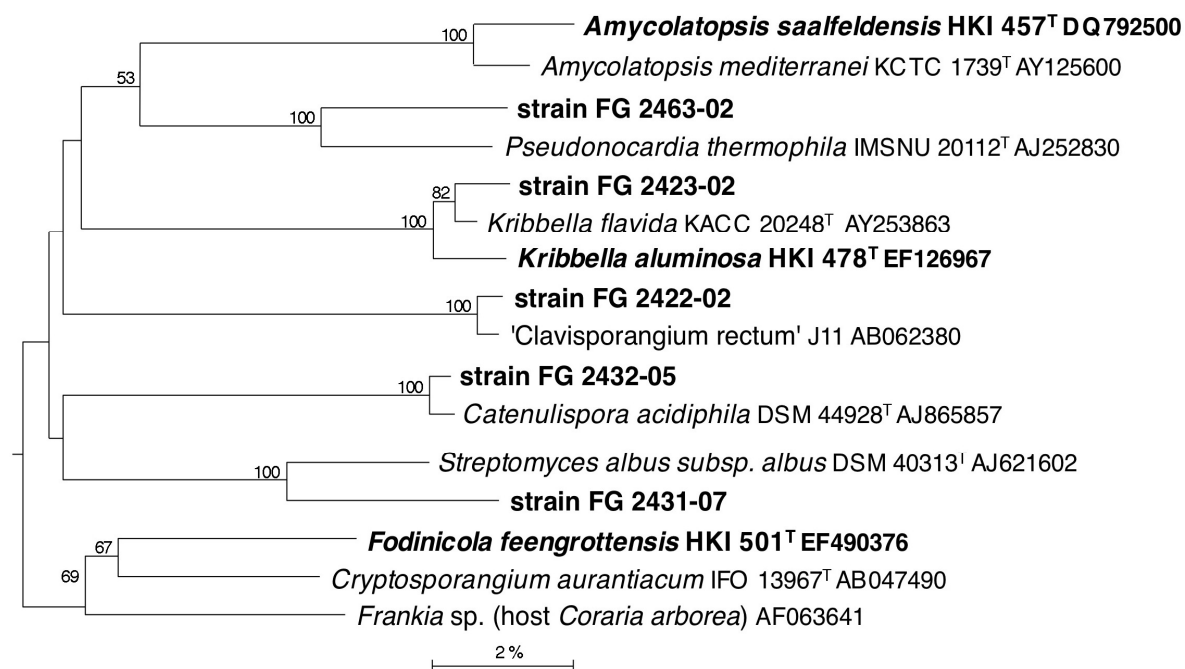 100 Amycolatopsis saalfeldensis HKI 457ᵀ DQ792500
Amycolatopsis mediterranei KCTC 1739ᵀ AY125600
53
100 strain FG 2463-02
Pseudonocardia thermophila IMSNU 20112ᵀ AJ252830
82 strain FG 2423-02
100 Kribbella flavida KACC 20248ᵀ AY253863
Kribbella aluminosa HKI 478ᵀ EF126967
100 strain FG 2422-02
'Clavisporangium rectum' J11 AB062380
100 strain FG 2432-05
Catenulispora acidiphila DSM 44928ᵀ AJ865857
100 Streptomyces albus subsp. albus DSM 40313ᴵ AJ621602
strain FG 2431-07
67 Fodinicola feengrottensis HKI 501ᵀ EF490376
69 Cryptosporangium aurantiacum IFO 13967ᵀ AB047490
Frankia sp. (host Coraria arborea) AF063641
2 %